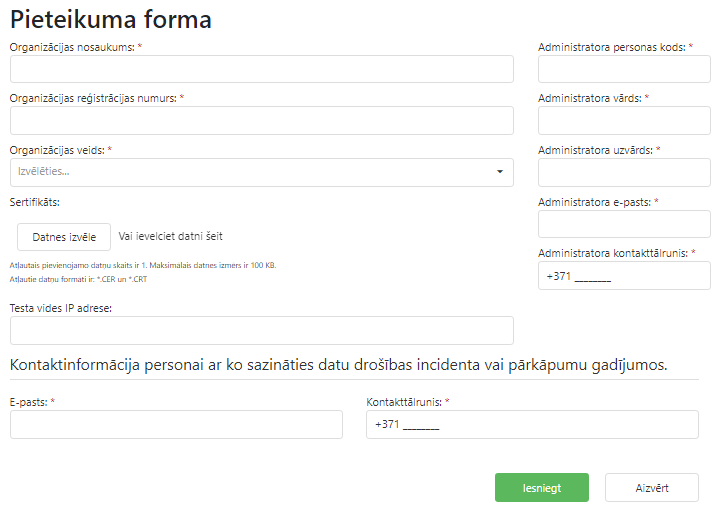 Pieteikuma forma
Organizācijas nosaukums: *
Organizācijas reģistrācijas numurs: *
Organizācijas veids: *
Izvēlēties...
Sertifikāts:
Datnes izvēle
Vai ievelciet datni šeit
Atļautais pievienojamo datņu skaits ir 1. Maksimālais datnes izmērs ir 100 KB.
Atļautie datņu formāti ir: *.CER un *.CRT
Testa vides IP adrese:
Administratora personas kods: *
Administratora vārds: *
Administratora uzvārds: *
Administratora e-pasts: *
Administratora kontakttālrunis: *
+371 ________
Kontaktinformācija personai ar ko sazināties datu drošības incidenta vai pārkāpumu gadījumos.
E-pasts: *
Kontakttālrunis: *
+371 ________
Iesniegt
Aizvērt